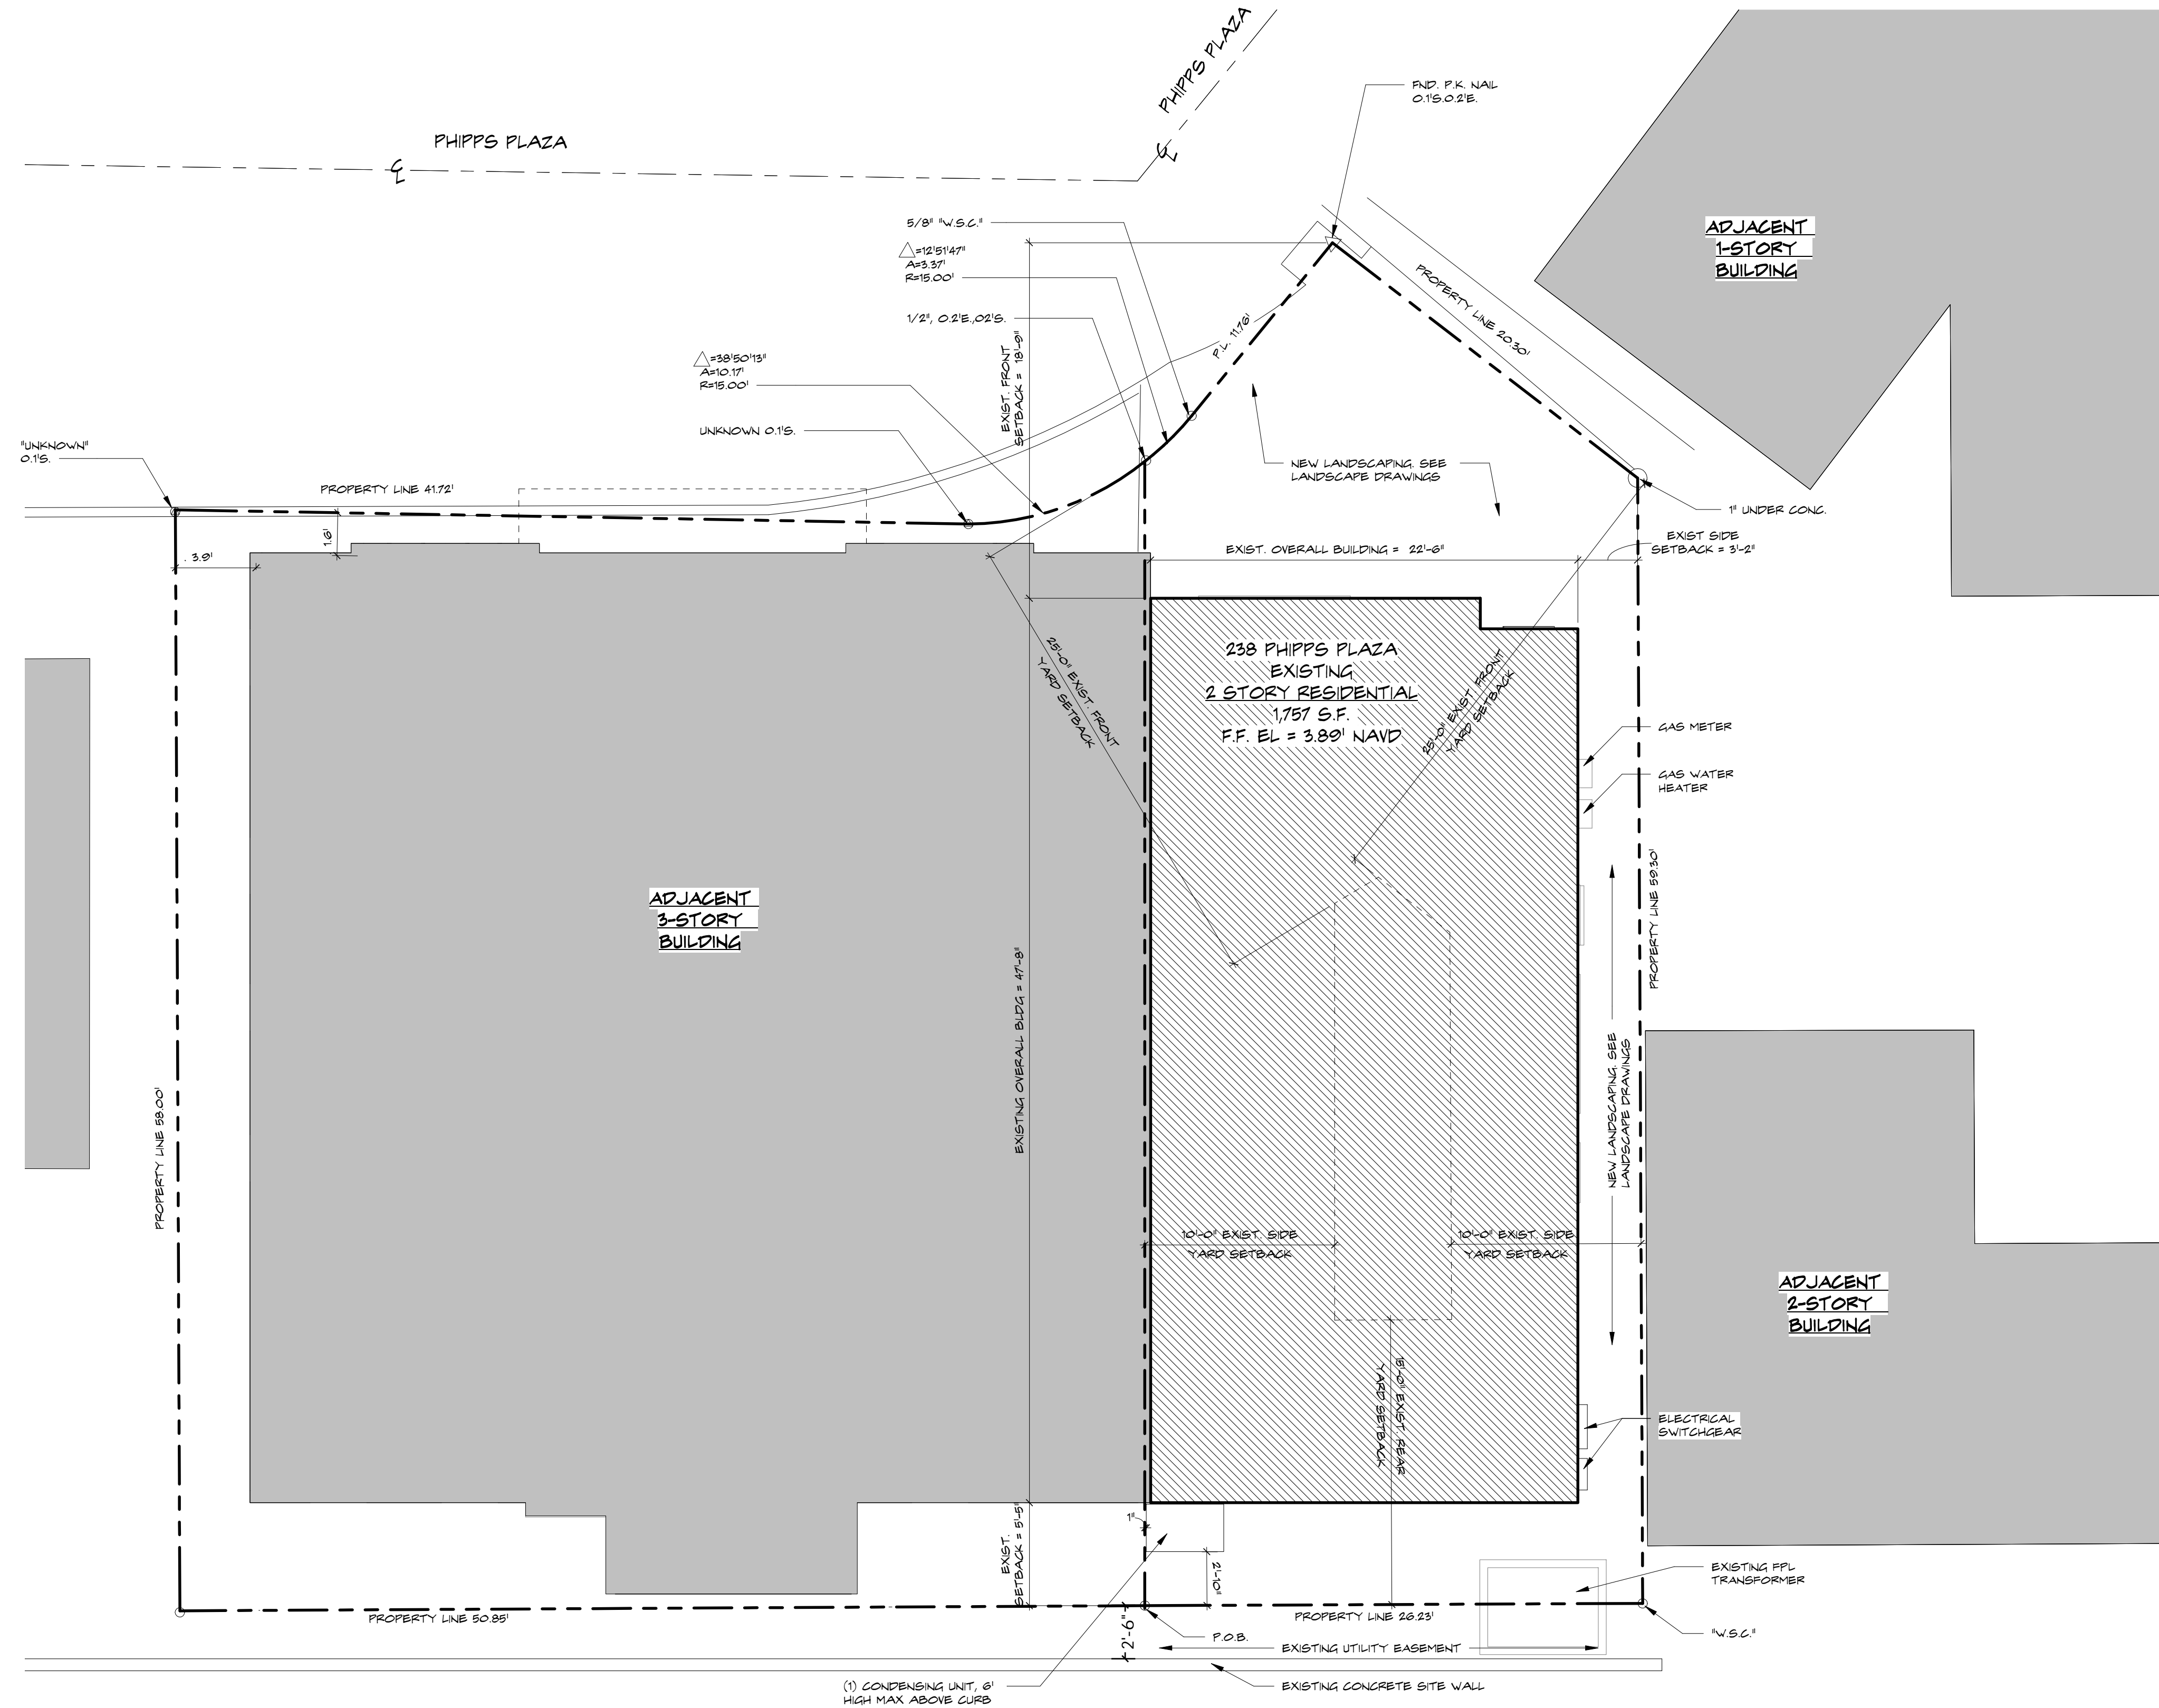 PHIPPS PLAZA
PHIPPS PLAZA
FND. P.K. NAIL
0.1'S.0.2'E.
5/8" "W.S.C."
△=12°51'47"
A=3.37'
R=15.00'
1/2", 0.2'E.,02'S.
△=38°50'13"
A=10.17'
R=15.00'
UNKNOWN 0.1'S.
"UNKNOWN"
0.1'S.
PROPERTY LINE 41.72'
1.6'
. 3.9'
EXIST. FRONT
SETBACK = 18'-9"
P.L. 11.76'
PROPERTY LINE 20.30'
ADJACENT
1-STORY
BUILDING
NEW LANDSCAPING. SEE
LANDSCAPE DRAWINGS
1" UNDER CONC.
EXIST SIDE
SETBACK = 3'-2"
EXIST. OVERALL BUILDING = 22'-6"
238 PHIPPS PLAZA
EXISTING
2 STORY RESIDENTIAL
1,757 S.F.
F.F. EL = 3.89' NAVD
25'-0" EXIST. FRONT
YARD SETBACK
25'-0" EXIST. FRONT
YARD SETBACK
GAS METER
GAS WATER
HEATER
PROPERTY LINE 59.30'
ADJACENT
3-STORY
BUILDING
EXISTING OVERALL BLDG = 47'-8"
PROPERTY LINE 58.00'
NEW LANDSCAPING. SEE
LANDSCAPE DRAWINGS
10'-0" EXIST. SIDE
YARD SETBACK
10'-0" EXIST. SIDE
YARD SETBACK
ADJACENT
2-STORY
BUILDING
15'-0" EXIST. REAR
YARD SETBACK
ELECTRICAL
SWITCHGEAR
EXIST.
SETBACK = 5'-5"
1"
2'-10"
EXISTING FPL
TRANSFORMER
PROPERTY LINE 50.85'
PROPERTY LINE 26.23'
2'-6"
P.O.B.
"W.S.C."
EXISTING UTILITY EASEMENT
(1) CONDENSING UNIT, 6'
HIGH MAX ABOVE CURB
EXISTING CONCRETE SITE WALL